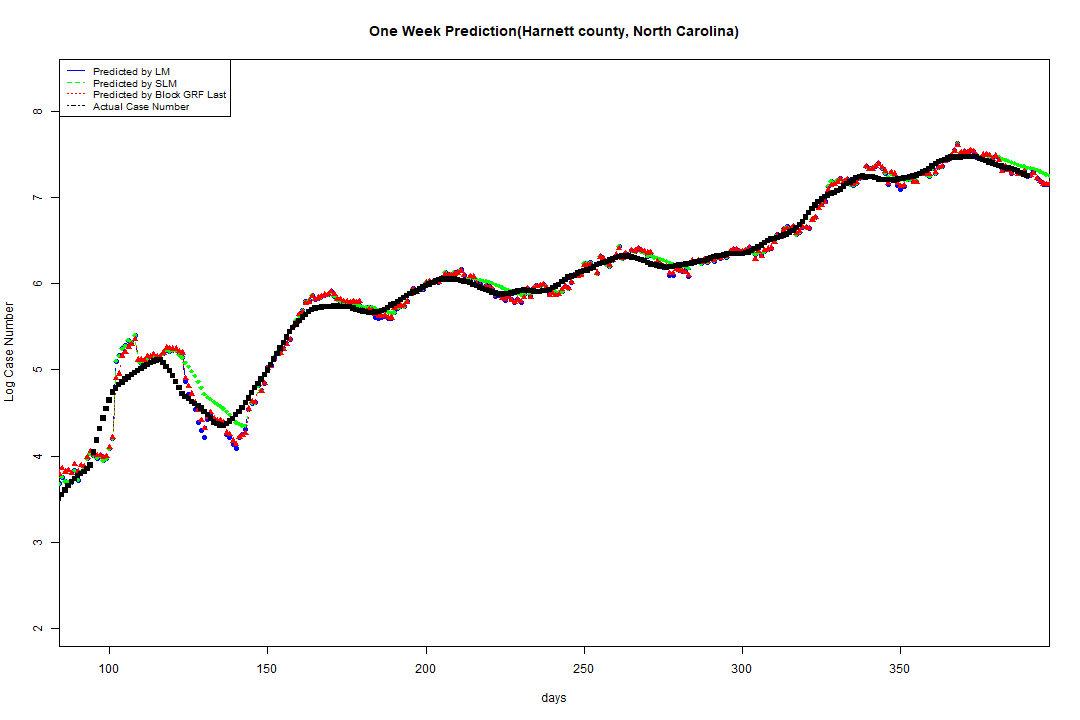 One Week Prediction(Harnett county, North Carolina)
Predicted by LM
Predicted by SLM
Predicted by Block GRF Last
Actual Case Number
8
7
6
5
4
3
2
Log Case Number
100 150 200 250 300 350
days